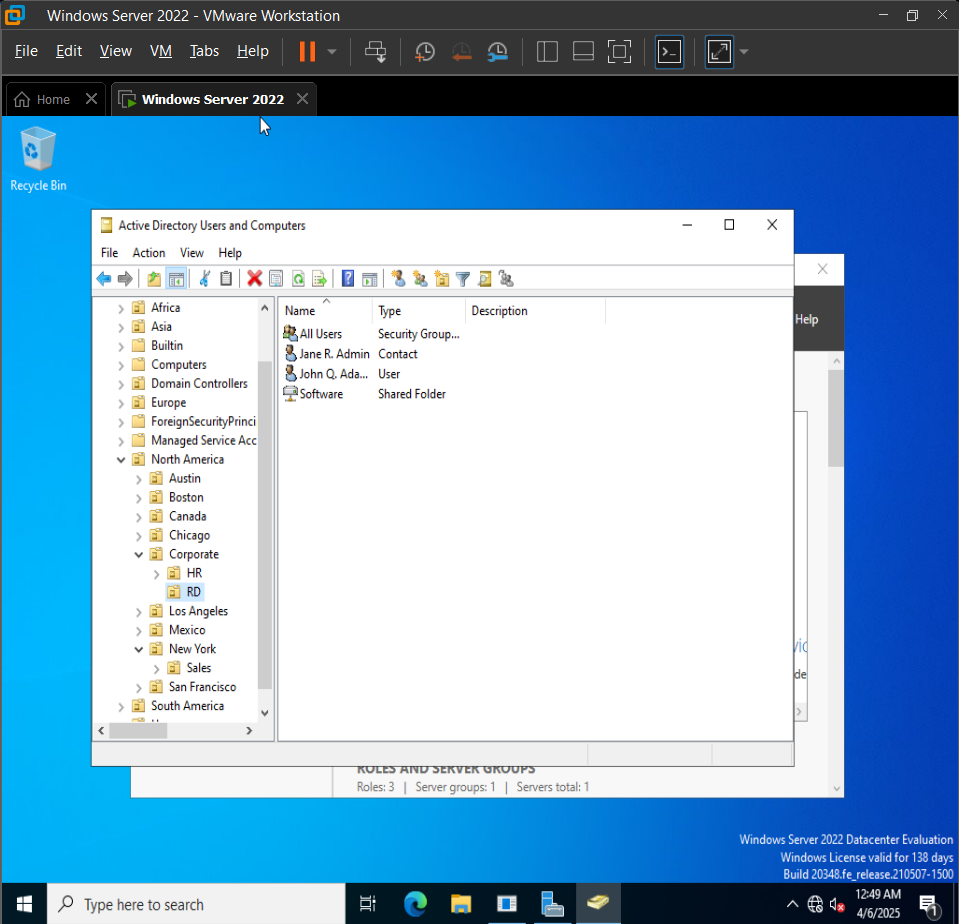 Windows Server 2022 - VMware Workstation
File Edit View VM Tabs Help
Home Windows Server 2022
Recycle Bin
Active Directory Users and Computers
File Action View Help
Help
Africa
Asia
Builtin
Computers
Domain Controllers
Europe
ForeignSecurityPrinci
Managed Service Acc
North America
Austin
Boston
Canada
Chicago
Corporate
HR
RD
Los Angeles
Mexico
New York
Sales
San Francisco
South America
Name Type Description
All Users Security Group...
Jane R. Admin Contact
John Q. Ada... User
Software Shared Folder
ROLES AND SERVER GROUPS
Roles: 3 | Server groups: 1 | Servers total: 1
Windows Server 2022 Datacenter Evaluation
Windows License valid for 138 days
Build 20348.fe_release.210507-1500
Type here to search
12:49 AM
4/6/2025
1